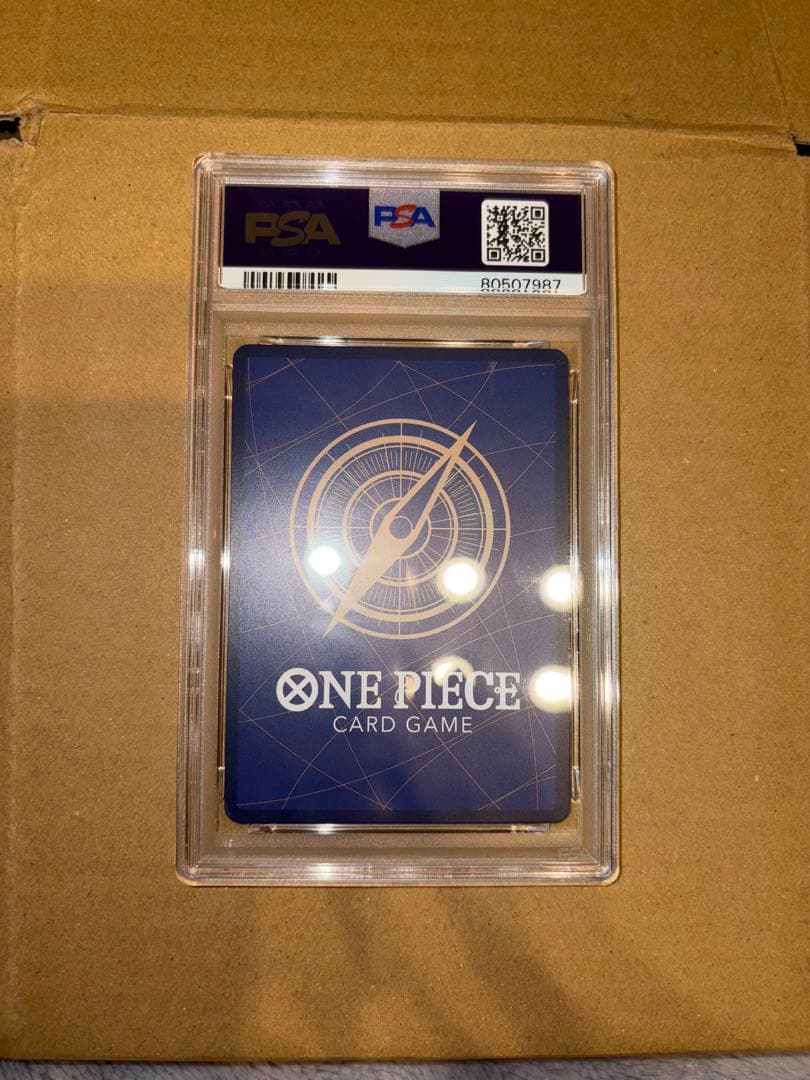 PSA
PSA
80507987
ONE PIECE
CARD GAME